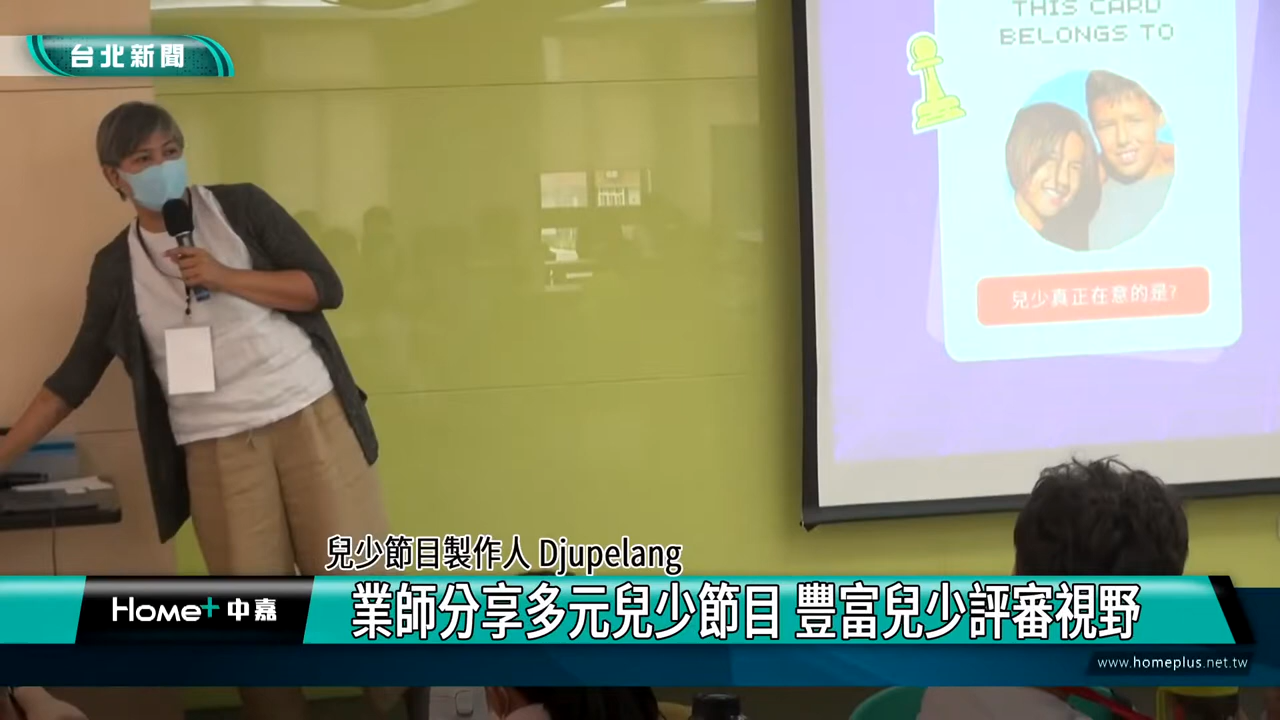 台北新聞
THIS CARD
BELONGS TO
兒少真正在意的是?
兒少節目製作人 Djupelang
Home+ 中嘉
業師分享多元兒少節目 豐富兒少評審視野
www.homeplus.net.tw